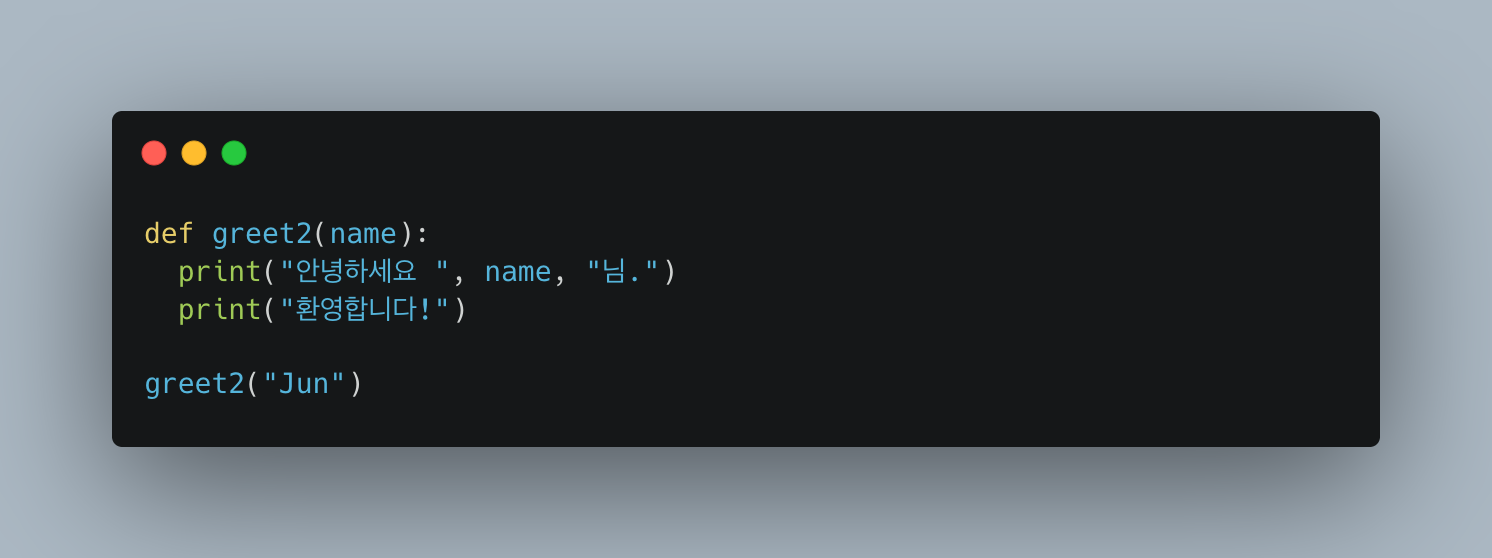 def greet2(name):
  print("안녕하세요 ", name, "님.")
  print("환영합니다!")

greet2("Jun")